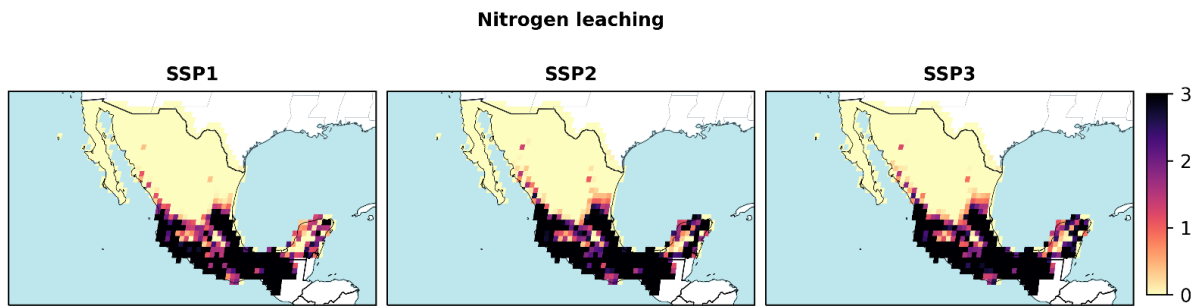 Nitrogen leaching
SSP1
SSP2
SSP3
3
2
1
0